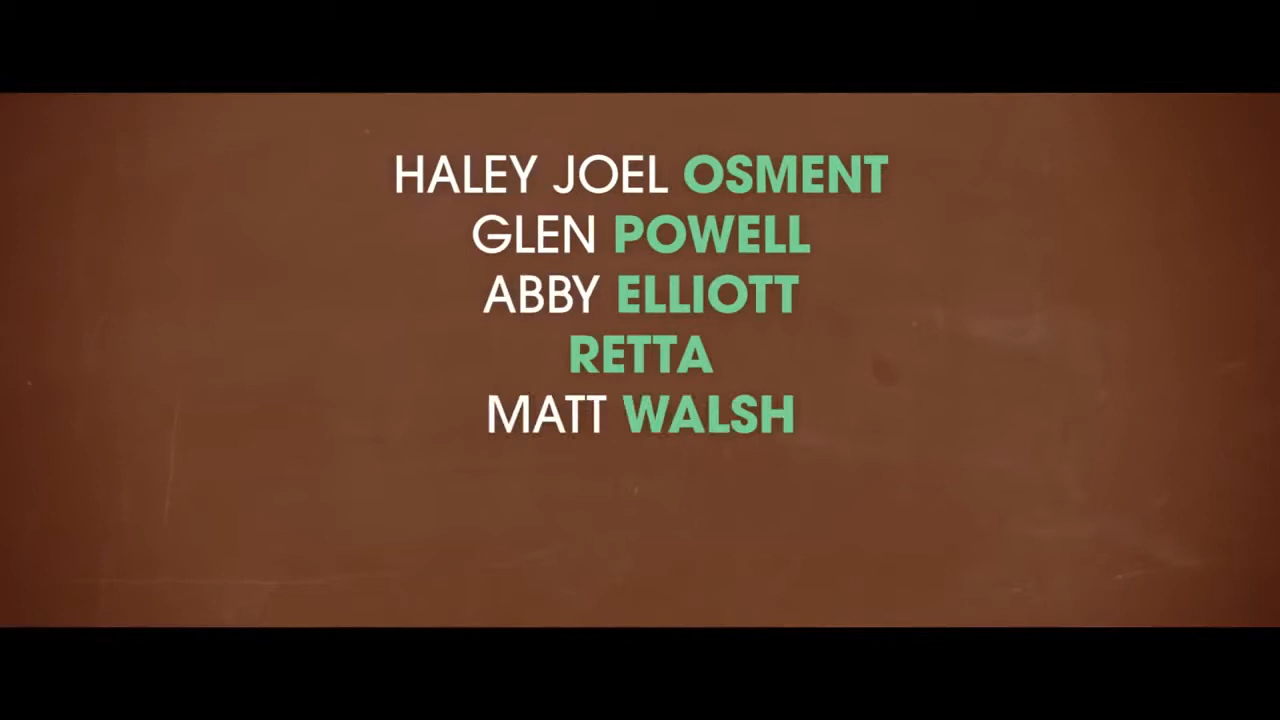 HALEY JOEL OSMENT
GLEN POWELL
ABBY ELLIOTT
RETTA
MATT WALSH